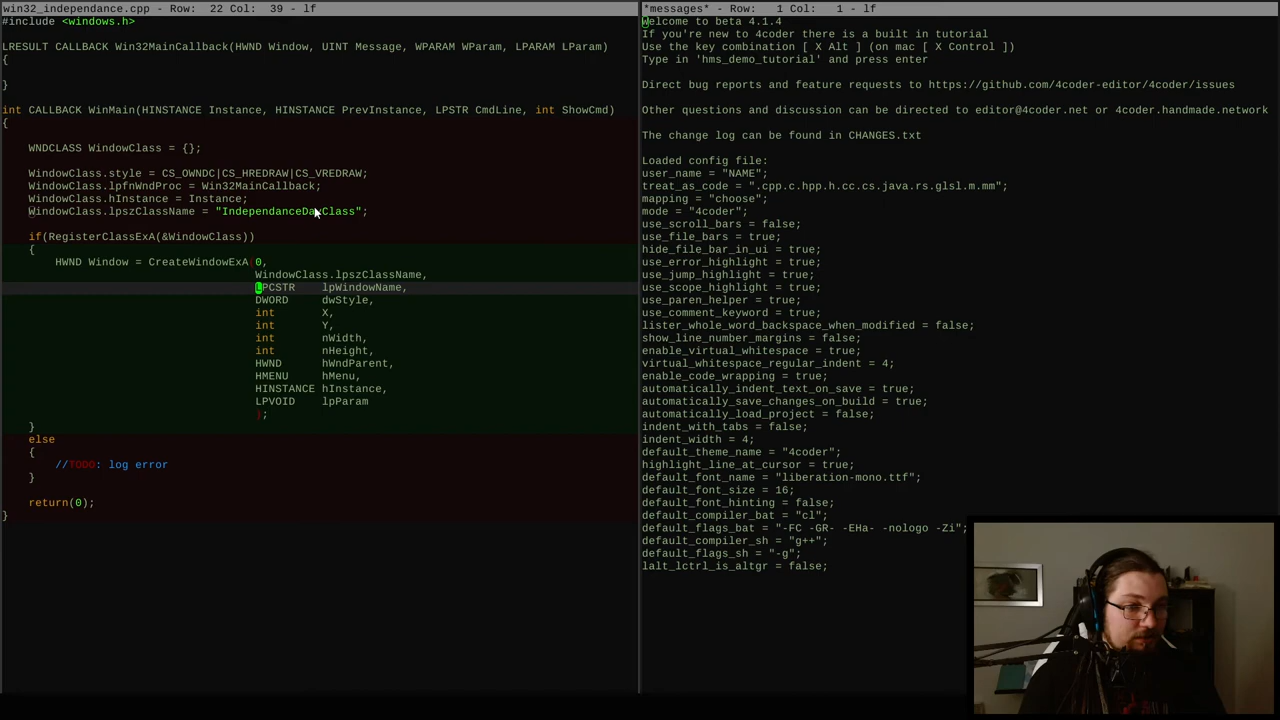 win32_independance.cpp - Row: 22 Col: 39 - lf
#include <windows.h>
LRESULT CALLBACK Win32MainCallback(HWND Window, UINT Message, WPARAM WParam, LPARAM LParam)
{
}
int CALLBACK WinMain(HINSTANCE Instance, HINSTANCE PrevInstance, LPSTR CmdLine, int ShowCmd)
{
WNDCLASS WindowClass = {};
WindowClass.style = CS_OWNDC|CS_HREDRAW|CS_VREDRAW;
WindowClass.lpfnWndProc = Win32MainCallback;
WindowClass.hInstance = Instance;
WindowClass.lpszClassName = "IndependanceDayClass";
if(RegisterClassExA(&WindowClass))
{
HWND Window = CreateWindowExA(0,
WindowClass.lpszClassName,
LPCSTR lpWindowName,
DWORD dwStyle,
int X,
int Y,
int nWidth,
int nHeight,
HWND hWndParent,
HMENU hMenu,
HINSTANCE hInstance,
LPVOID lpParam
);
}
else
{
//TODO: log error
}
return(0);
}
*messages* - Row: 1 Col: 1 - lf
Welcome to beta 4.1.4
If you're new to 4coder there is a built in tutorial
Use the key combination [ X Alt ] (on mac [ X Control ])
Type in 'hms_demo_tutorial' and press enter
Direct bug reports and feature requests to https://github.com/4coder-editor/4coder/issues
Other questions and discussion can be directed to editor@4coder.net or 4coder.handmade.network
The change log can be found in CHANGES.txt
Loaded config file:
user_name = "NAME";
treat_as_code = ".cpp.c.hpp.h.cc.cs.java.rs.glsl.m.mm";
mapping = "choose";
mode = "4coder";
use_scroll_bars = false;
use_file_bars = true;
hide_file_bar_in_ui = true;
use_error_highlight = true;
use_jump_highlight = true;
use_scope_highlight = true;
use_paren_helper = true;
use_comment_keyword = true;
lister_whole_word_backspace_when_modified = false;
show_line_number_margins = false;
enable_virtual_whitespace = true;
virtual_whitespace_regular_indent = 4;
enable_code_wrapping = true;
automatically_indent_text_on_save = true;
automatically_save_changes_on_build = true;
automatically_load_project = false;
indent_with_tabs = false;
indent_width = 4;
default_theme_name = "4coder";
highlight_line_at_cursor = true;
default_font_name = "liberation-mono.ttf";
default_font_size = 16;
default_font_hinting = false;
default_compiler_bat = "cl";
default_flags_bat = "-FC -GR- -EHa- -nologo -Zi";
default_compiler_sh = "g++";
default_flags_sh = "-g";
lalt_lctrl_is_altgr = false;